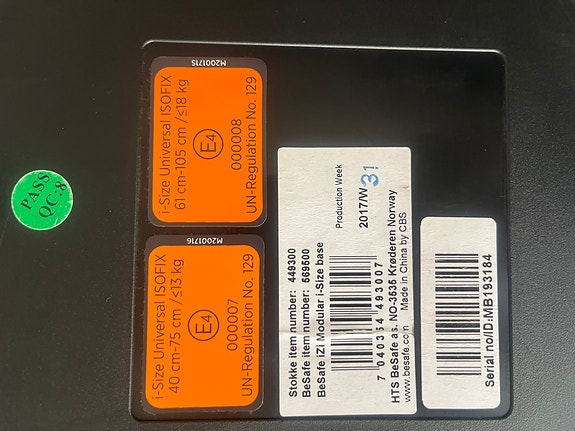 PASS
QC:8
M2001715
i-Size Universal ISOFIX
61 cm-105 cm /≤18 kg
E4
000008
UN-Regulation No. 129
M2001716
i-Size Universal ISOFIX
40 cm-75 cm /≤13 kg
E4
000007
UN-Regulation No. 129
Stokke item number: 449300
BeSafe item number: 569500
BeSafe iZi Modular i-Size base
Production Week
2017/W 31
7 040354 493007
HTS BeSafe as. NO-3535 Krøderen Norway
www.besafe.com Made in China by CBS
Serial no/ID:MB193184